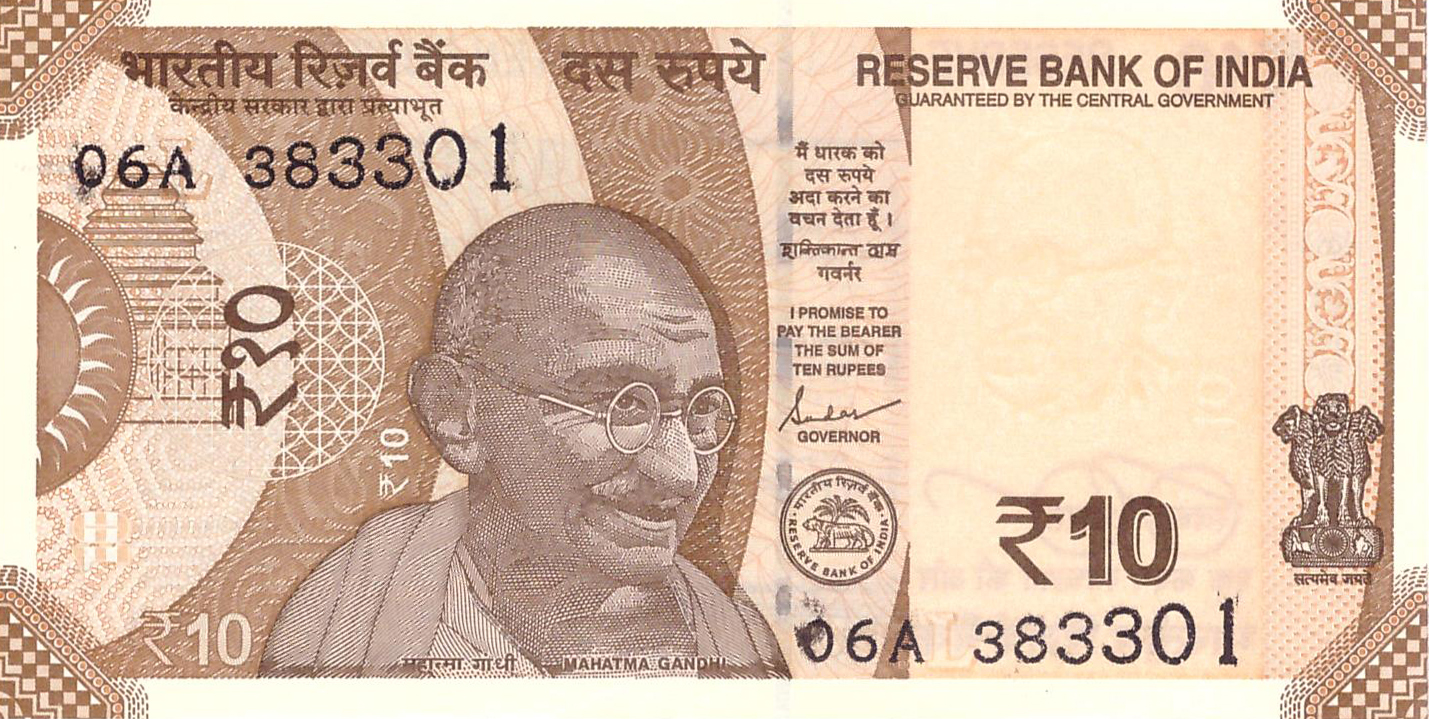 भारतीय रिज़र्व बैंक
केन्द्रीय सरकार द्वारा प्रत्याभूत
06A 383301
दस रुपये
RESERVE BANK OF INDIA
GUARANTEED BY THE CENTRAL GOVERNMENT
मैं धारक को
दस रुपये
अदा करने का
वचन देता हूँ ।
शक्तिकान्त दास
गवर्नर
I PROMISE TO
PAY THE BEARER
THE SUM OF
TEN RUPEES
GOVERNOR
भारतीय रिज़र्व बैंक
RESERVE BANK OF INDIA
₹१०
₹10
₹10
महात्मा गांधी
MAHATMA GANDHI
₹10
10
सत्यमेव जयते
06A 383301